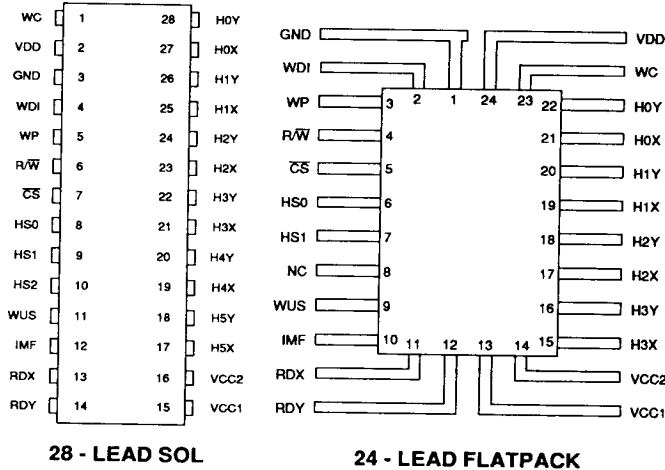 WC 1 28 H0Y
VDD 2 27 H0X
GND 3 26 H1Y
WDI 4 25 H1X
WP 5 24 H2Y
R/W̅ 6 23 H2X
C̅S̅ 7 22 H3Y
HS0 8 21 H3X
HS1 9 20 H4Y
HS2 10 19 H4X
WUS 11 18 H5Y
IMF 12 17 H5X
RDX 13 16 VCC2
RDY 14 15 VCC1
28 - LEAD SOL
GND VDD
WDI WC
2 1 24 23
WP 3 22 H0Y
R/W̅ 4 21 H0X
C̅S̅ 5 20 H1Y
HS0 6 19 H1X
HS1 7 18 H2Y
NC 8 17 H2X
WUS 9 16 H3Y
IMF 10 15 H3X
11 12 13 14
RDX VCC2
RDY VCC1
24 - LEAD FLATPACK